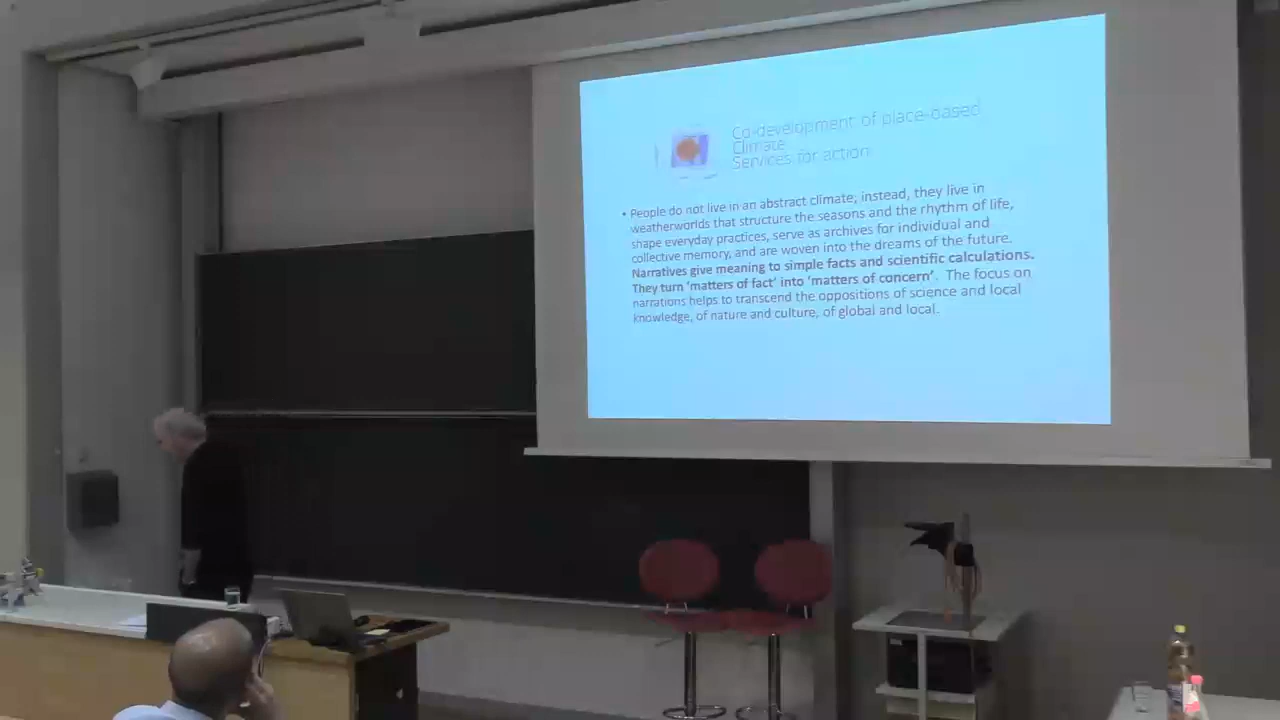 Co-development of place-based
Climate
Services for action
• People do not live in an abstract climate; instead, they live in
weatherworlds that structure the seasons and the rhythm of life,
shape everyday practices, serve as archives for individual and
collective memory, and are woven into the dreams of the future.
Narratives give meaning to simple facts and scientific calculations.
They turn 'matters of fact' into 'matters of concern'. The focus on
narrations helps to transcend the oppositions of science and local
knowledge, of nature and culture, of global and local.